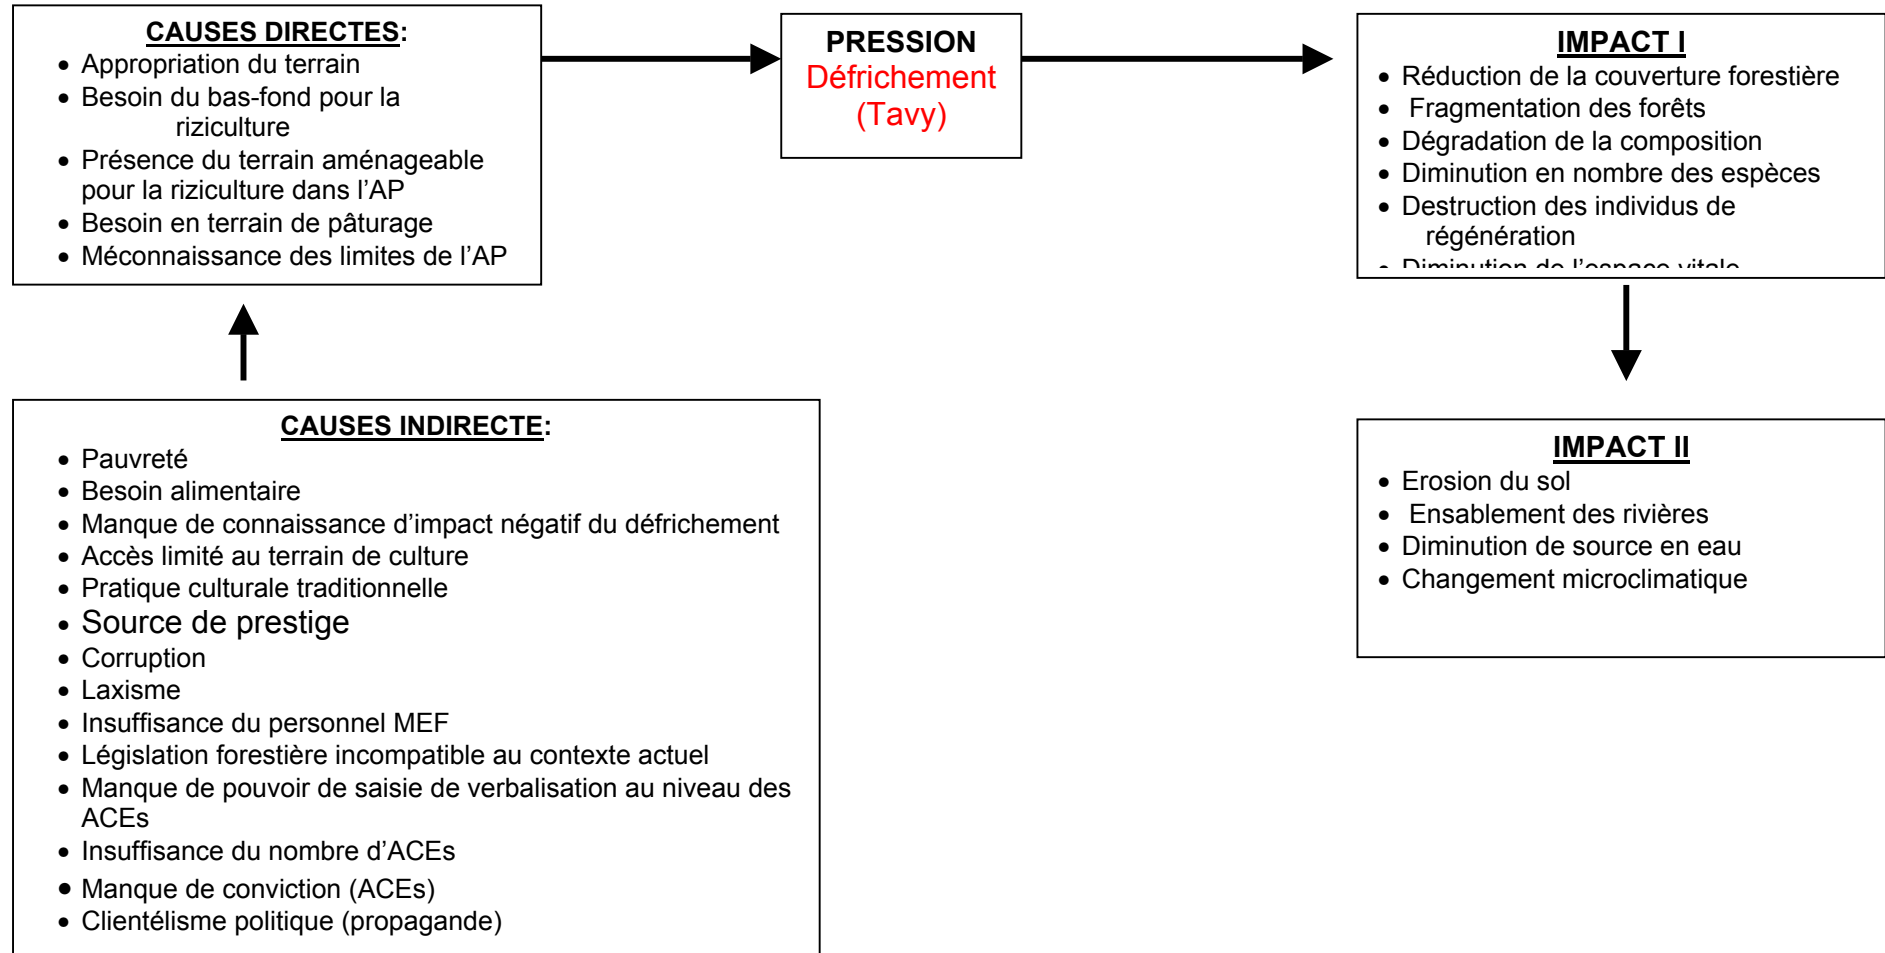 CAUSES DIRECTES:
• Appropriation du terrain
• Besoin du bas-fond pour la
riziculture
• Présence du terrain aménageable
pour la riziculture dans l'AP
• Besoin en terrain de pâturage
• Méconnaissance des limites de l'AP
PRESSION
Défrichement
(Tavy)
IMPACT I
• Réduction de la couverture forestière
• Fragmentation des forêts
• Dégradation de la composition
• Diminution en nombre des espèces
• Destruction des individus de
régénération
• Diminution de l'espace vitale
CAUSES INDIRECTE:
• Pauvreté
• Besoin alimentaire
• Manque de connaissance d'impact négatif du défrichement
• Accès limité au terrain de culture
• Pratique culturale traditionnelle
• Source de prestige
• Corruption
• Laxisme
• Insuffisance du personnel MEF
• Législation forestière incompatible au contexte actuel
• Manque de pouvoir de saisie de verbalisation au niveau des
ACEs
• Insuffisance du nombre d'ACEs
• Manque de conviction (ACEs)
• Clientélisme politique (propagande)
IMPACT II
• Erosion du sol
• Ensablement des rivières
• Diminution de source en eau
• Changement microclimatique